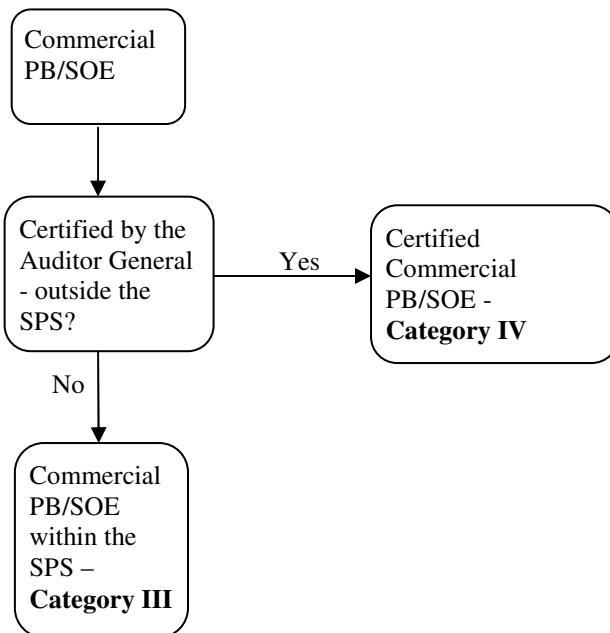 Commercial
PB/SOE
Certified by the
Auditor General
- outside the
SPS?
Yes
Certified
Commercial
PB/SOE -
Category IV
No
Commercial
PB/SOE
within the
SPS –
Category III